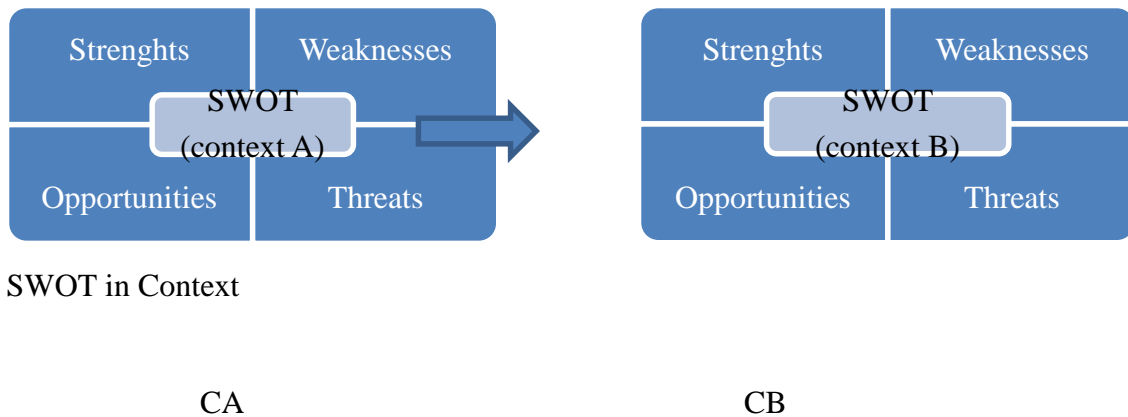 Strenghts
Weaknesses
SWOT
(context A)
Opportunities
Threats
Strenghts
Weaknesses
SWOT
(context B)
Opportunities
Threats
SWOT in Context
CA
CB